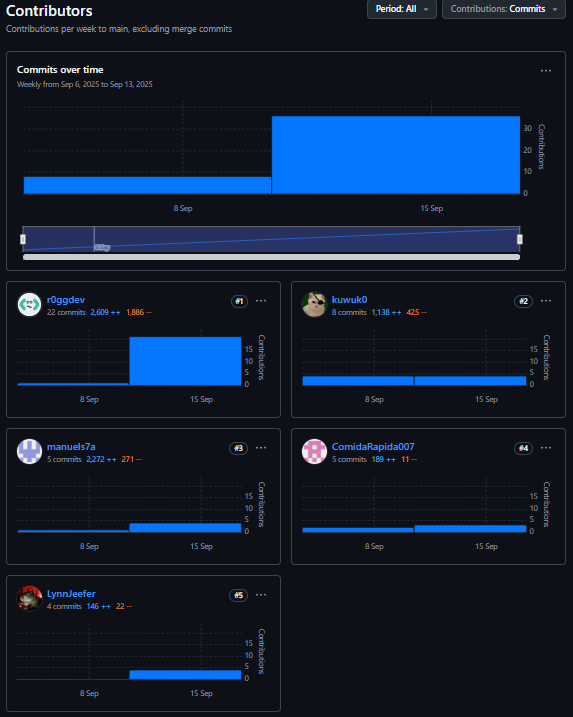 Contributors
Period: All
Contributors: Commits
Contributions per week to main, excluding merge commits
Commits over time
Weekly from Sep 6, 2025 to Sep 13, 2025
30
20
10
0
Contributions
8 Sep 15 Sep
r0ggdev #1
22 commits 2,609 ++ 1,886 --
15
10
5
0
Contributions
8 Sep 15 Sep
kuwuk0 #2
8 commits 1,138 ++ 425 --
15
10
5
0
Contributions
8 Sep 15 Sep
manuels7a #3
5 commits 2,272 ++ 271 --
15
10
5
0
Contributions
8 Sep 15 Sep
ComidaRapida007 #4
5 commits 189 ++ 11 --
15
10
5
0
Contributions
8 Sep 15 Sep
LynnJeefer #5
4 commits 146 ++ 22 --
15
10
5
0
Contributions
8 Sep 15 Sep